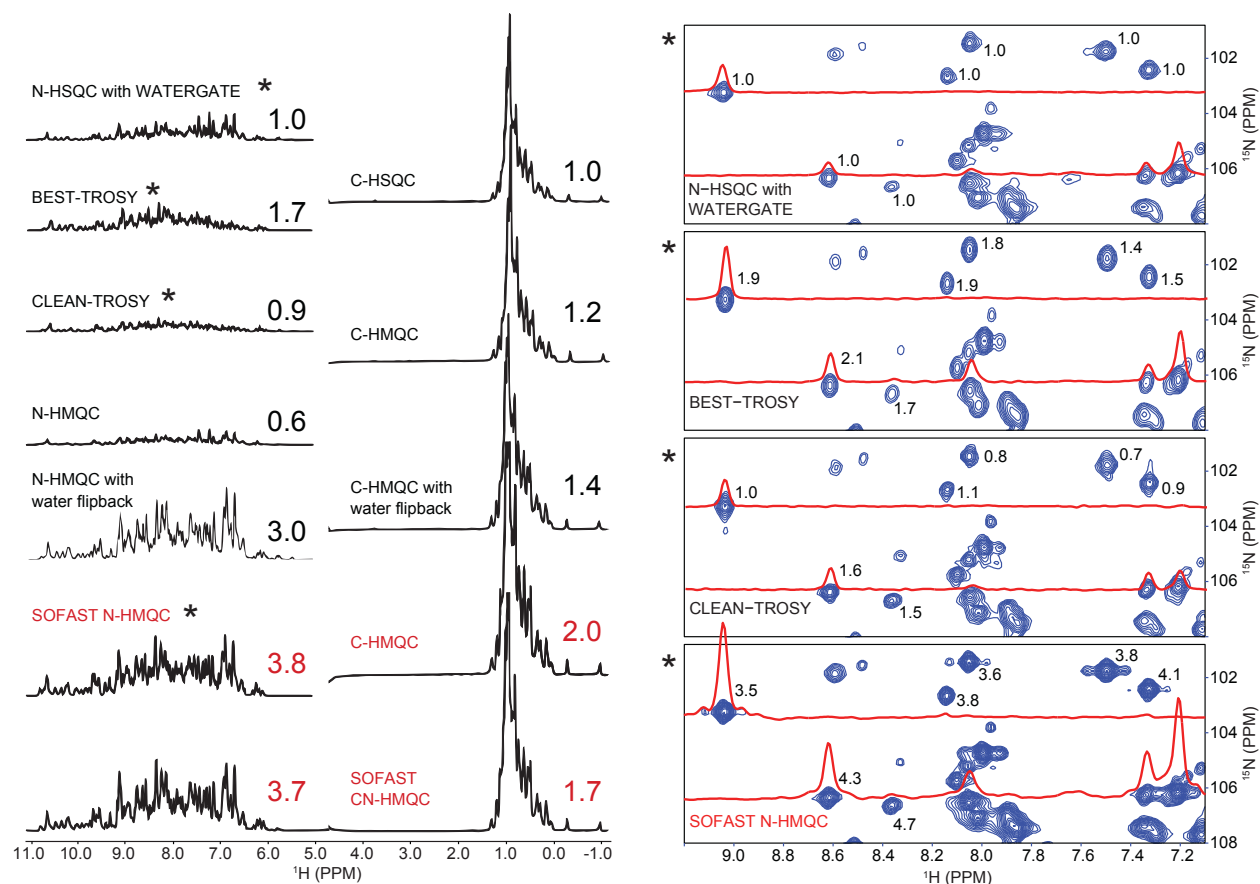 N-HSQC with WATERGATE *
1.0
BEST-TROSY *
1.7
CLEAN-TROSY *
0.9
N-HMQC
0.6
N-HMQC with
water flipback
3.0
SOFAST N-HMQC *
3.8
3.7
11.0 10.0 9.0 8.0 7.0 6.0 5.0 4.0 3.0 2.0 1.0 0.0 -1.0
¹H (PPM)
C-HSQC
1.0
C-HMQC
1.2
C-HMQC with
water flipback
1.4
C-HMQC
2.0
SOFAST
CN-HMQC
1.7
*
1.0
1.0
1.0
1.0
1.0
1.0
1.0
N-HSQC with
WATERGATE
102
104
106
¹⁵N (PPM)
*
1.8
1.4
1.9
1.9
1.5
2.1
1.7
BEST-TROSY
102
104
106
¹⁵N (PPM)
*
0.8
0.7
1.0
1.1
0.9
1.6
1.5
CLEAN-TROSY
102
104
106
¹⁵N (PPM)
*
3.6
3.8
3.5
3.8
4.1
4.3
4.7
SOFAST N-HMQC
102
104
106
108
¹⁵N (PPM)
9.0 8.8 8.6 8.4 8.2 8.0 7.8 7.6 7.4 7.2
¹H (PPM)